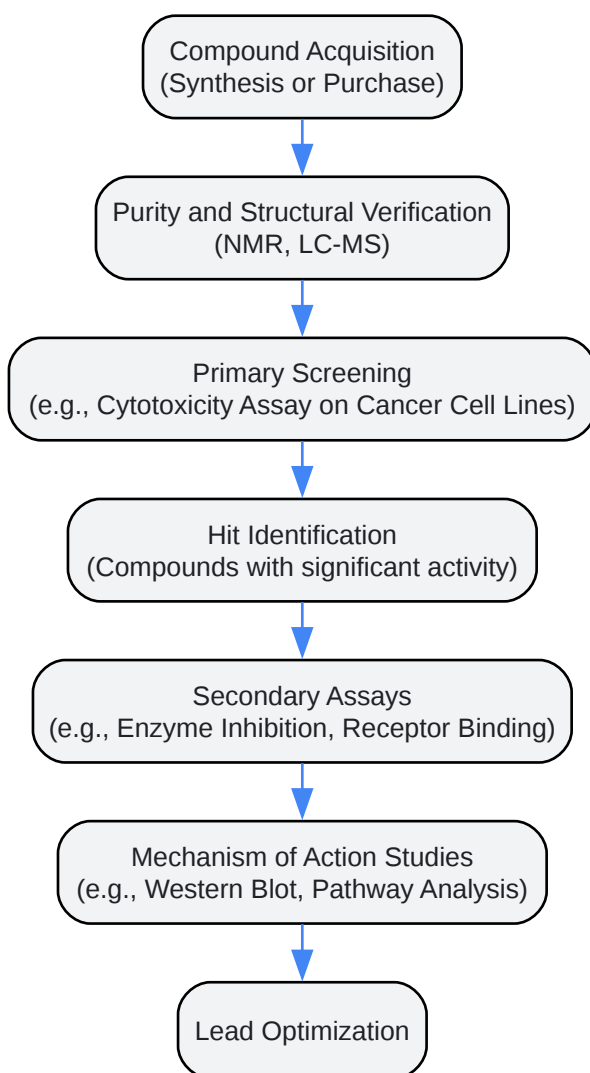 Compound Acquisition
(Synthesis or Purchase)
Purity and Structural Verification
(NMR, LC-MS)
Primary Screening
(e.g., Cytotoxicity Assay on Cancer Cell Lines)
Hit Identification
(Compounds with significant activity)
Secondary Assays
(e.g., Enzyme Inhibition, Receptor Binding)
Mechanism of Action Studies
(e.g., Western Blot, Pathway Analysis)
Lead Optimization